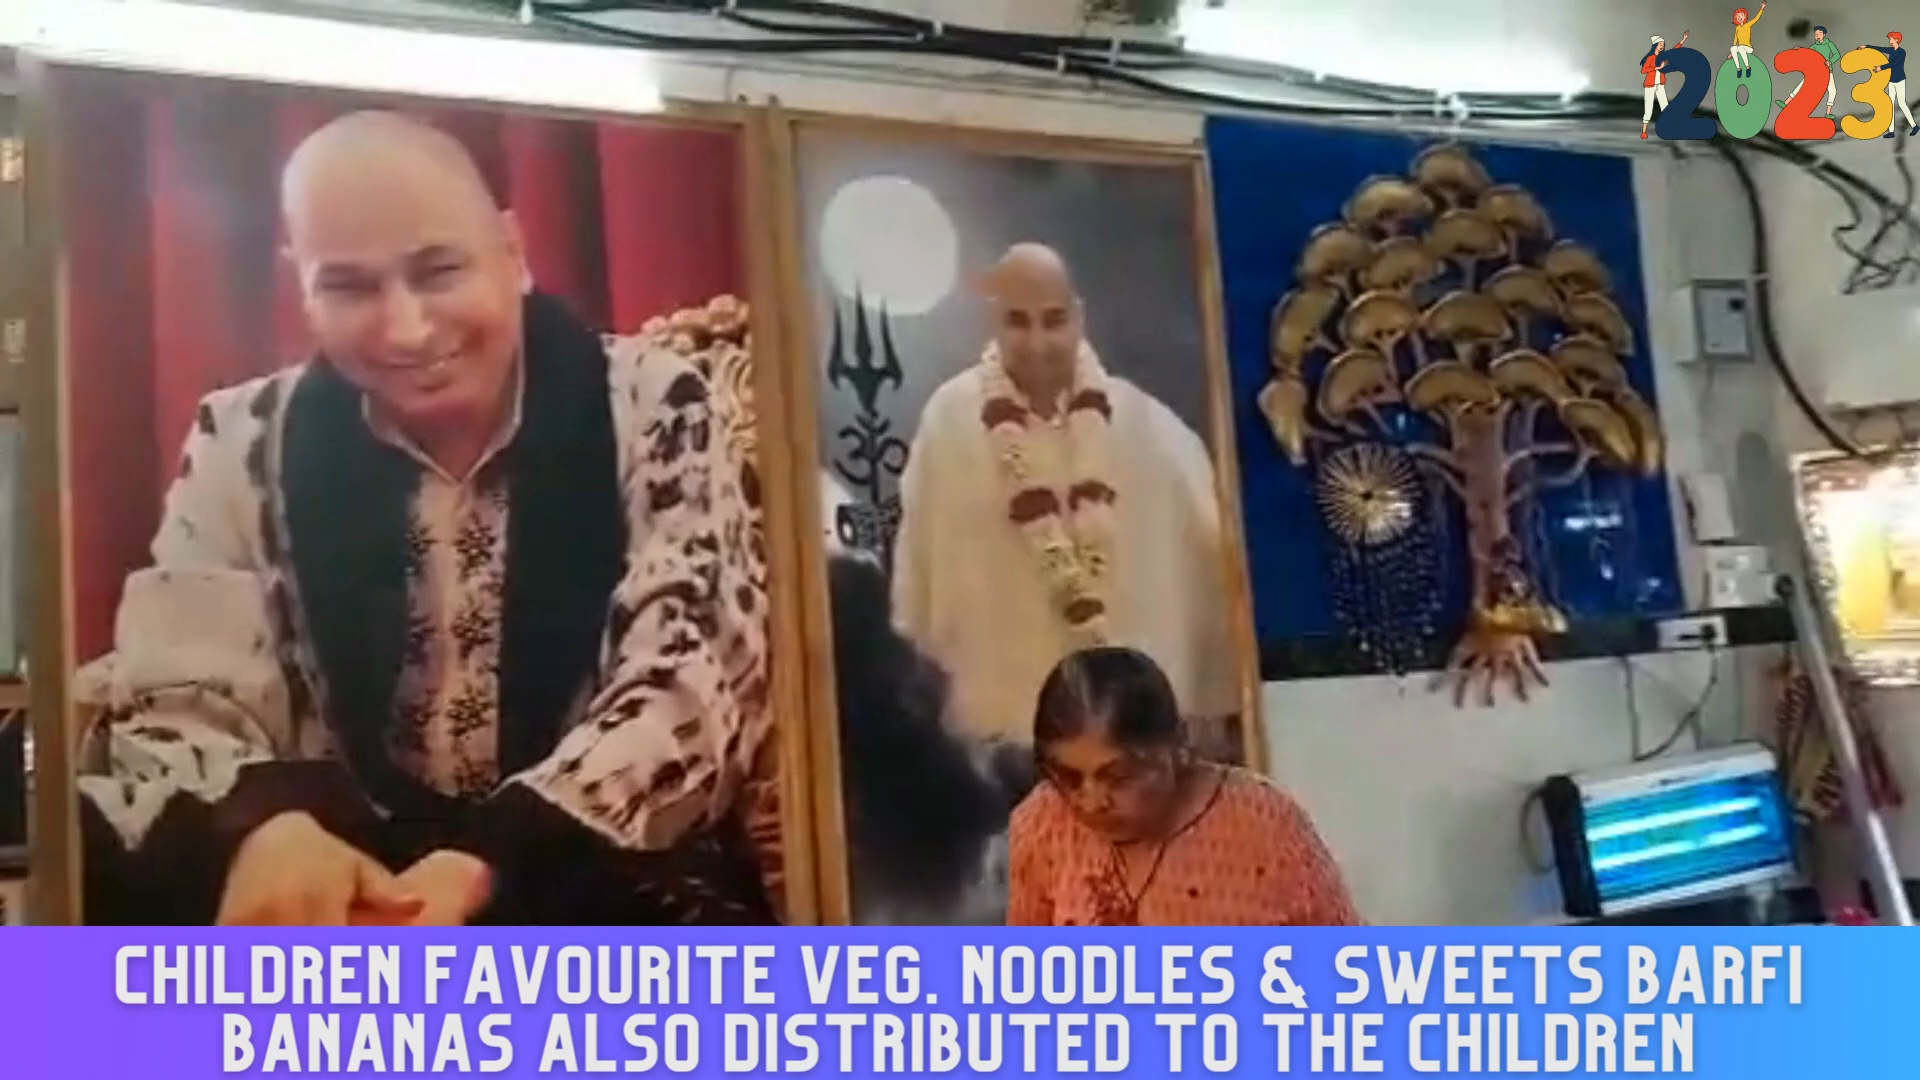 2023
ॐ
CHILDREN FAVOURITE VEG. NOODLES & SWEETS BARFI
BANANAS ALSO DISTRIBUTED TO THE CHILDREN